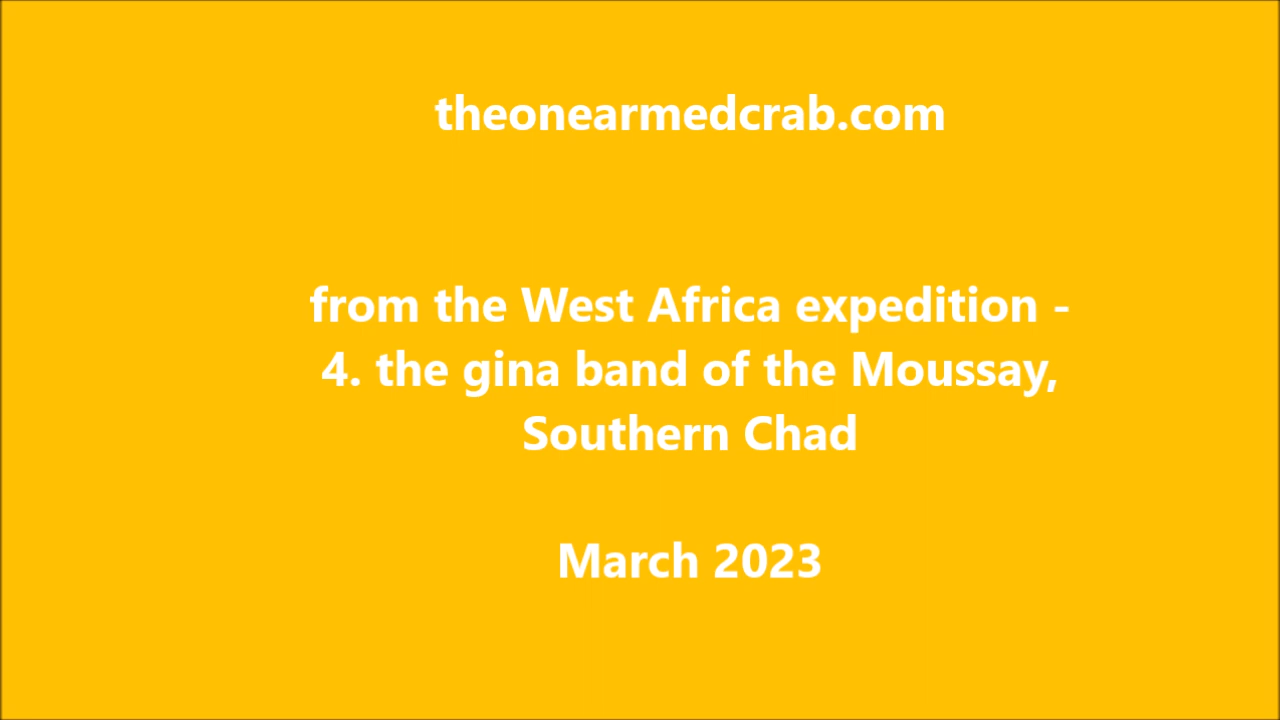 theonearmedcrab.com
from the West Africa expedition -
4. the gina band of the Moussay,
Southern Chad
March 2023